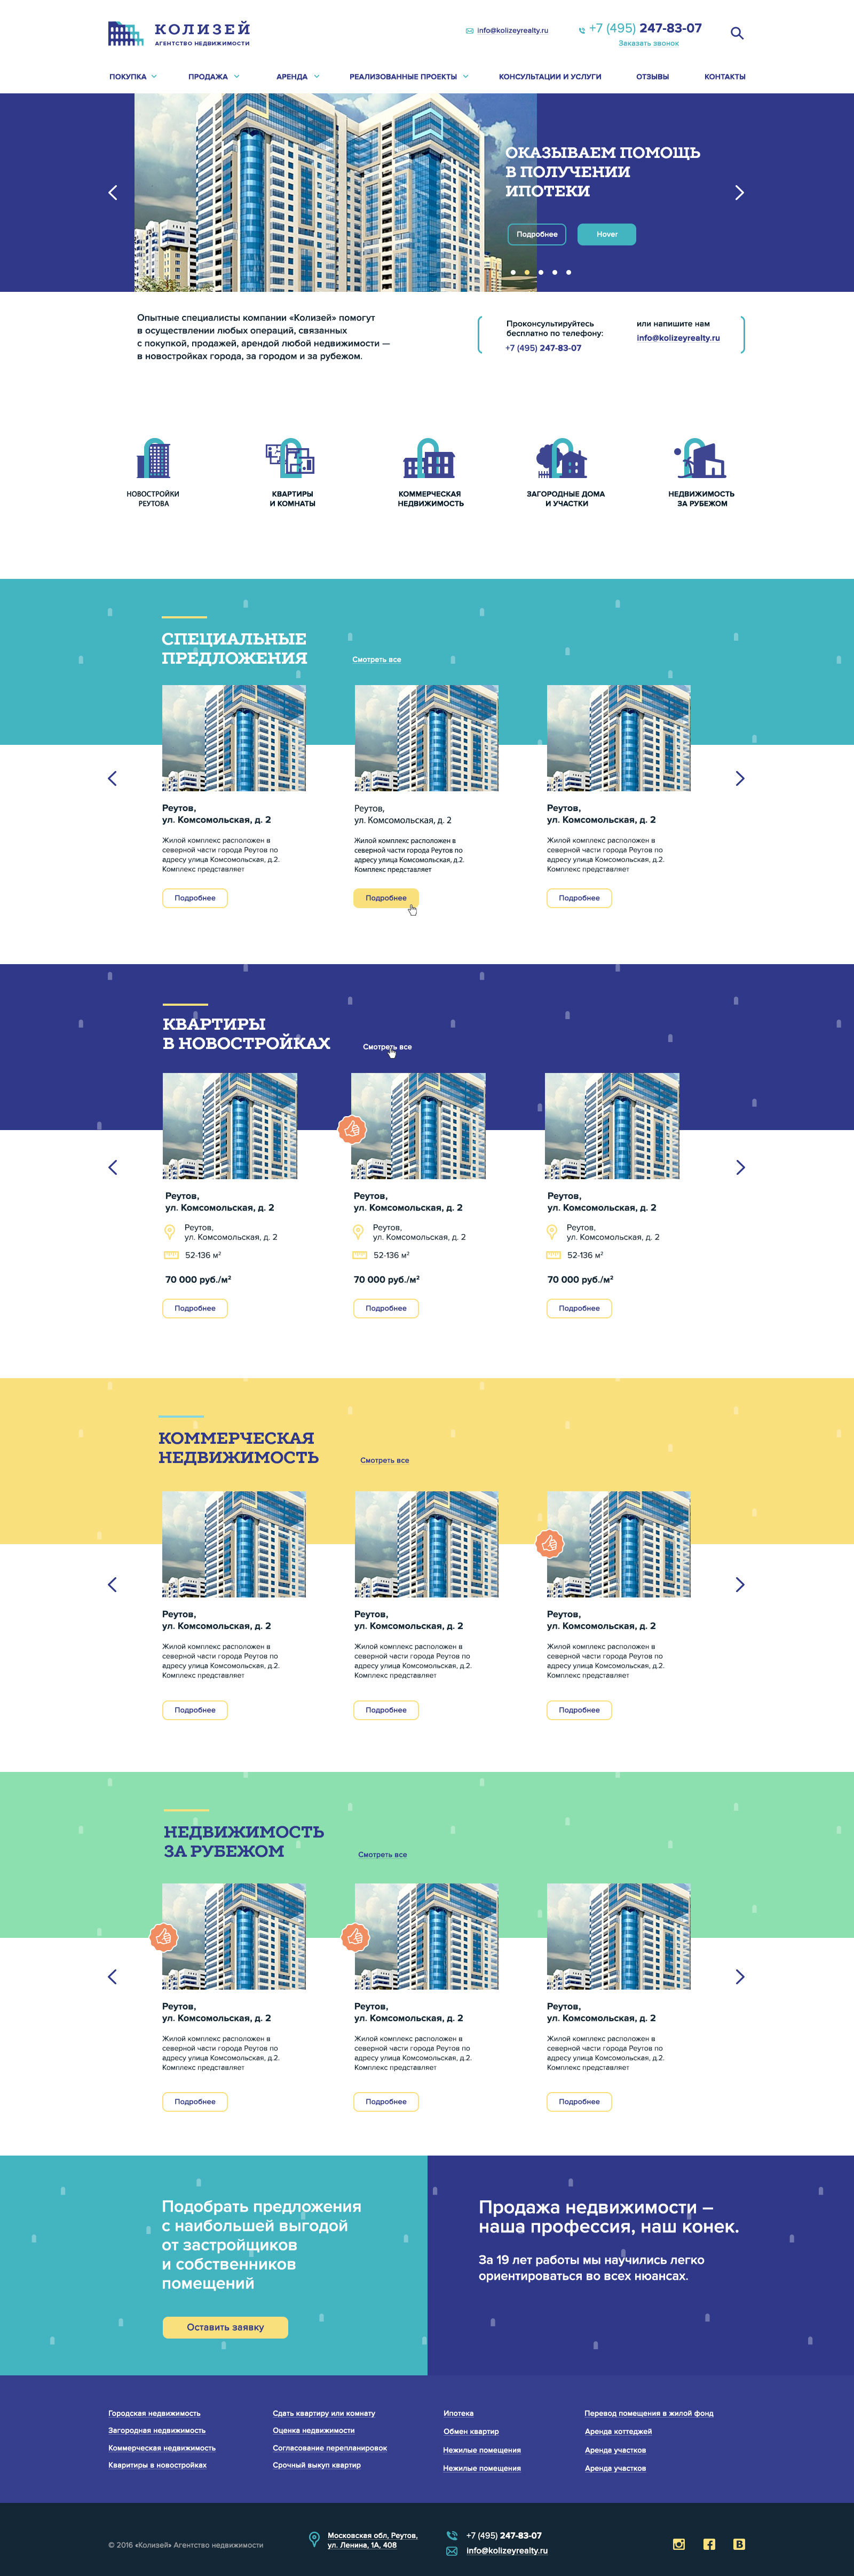 КОЛИЗЕЙ
АГЕНТСТВО НЕДВИЖИМОСТИ
info@kolizeyrealty.ru
+7 (495) 247-83-07
Заказать звонок
ПОКУПКА ПРОДАЖА АРЕНДА РЕАЛИЗОВАННЫЕ ПРОЕКТЫ КОНСУЛЬТАЦИИ И УСЛУГИ ОТЗЫВЫ КОНТАКТЫ
ОКАЗЫВАЕМ ПОМОЩЬ
В ПОЛУЧЕНИИ
ИПОТЕКИ
Подробнее Hover
Опытные специалисты компании «Колизей» помогут
в осуществлении любых операций, связанных
с покупкой, продажей, арендой любой недвижимости —
в новостройках города, за городом и за рубежом.
Проконсультируйтесь
бесплатно по телефону:
+7 (495) 247-83-07
или напишите нам
info@kolizeyrealty.ru
НОВОСТРОЙКИ
РЕУТОВА
КВАРТИРЫ
И КОМНАТЫ
КОММЕРЧЕСКАЯ
НЕДВИЖИМОСТЬ
ЗАГОРОДНЫЕ ДОМА
И УЧАСТКИ
НЕДВИЖИМОСТЬ
ЗА РУБЕЖОМ
СПЕЦИАЛЬНЫЕ
ПРЕДЛОЖЕНИЯ
Смотреть все
Реутов,
ул. Комсомольская, д. 2
Жилой комплекс расположен в
северной части города Реутов по
адресу улица Комсомольская, д.2.
Комплекс представляет
Подробнее
Реутов,
ул. Комсомольская, д. 2
Жилой комплекс расположен в
северной части города Реутов по
адресу улица Комсомольская, д.2.
Комплекс представляет
Подробнее
Реутов,
ул. Комсомольская, д. 2
Жилой комплекс расположен в
северной части города Реутов по
адресу улица Комсомольская, д.2.
Комплекс представляет
Подробнее
КВАРТИРЫ
В НОВОСТРОЙКАХ
Смотреть все
Реутов,
ул. Комсомольская, д. 2
Реутов,
ул. Комсомольская, д. 2
52-136 м²
70 000 руб./м²
Подробнее
Реутов,
ул. Комсомольская, д. 2
Реутов,
ул. Комсомольская, д. 2
52-136 м²
70 000 руб./м²
Подробнее
Реутов,
ул. Комсомольская, д. 2
Реутов,
ул. Комсомольская, д. 2
52-136 м²
70 000 руб./м²
Подробнее
КОММЕРЧЕСКАЯ
НЕДВИЖИМОСТЬ
Смотреть все
Реутов,
ул. Комсомольская, д. 2
Жилой комплекс расположен в
северной части города Реутов по
адресу улица Комсомольская, д.2.
Комплекс представляет
Подробнее
Реутов,
ул. Комсомольская, д. 2
Жилой комплекс расположен в
северной части города Реутов по
адресу улица Комсомольская, д.2.
Комплекс представляет
Подробнее
Реутов,
ул. Комсомольская, д. 2
Жилой комплекс расположен в
северной части города Реутов по
адресу улица Комсомольская, д.2.
Комплекс представляет
Подробнее
НЕДВИЖИМОСТЬ
ЗА РУБЕЖОМ
Смотреть все
Реутов,
ул. Комсомольская, д. 2
Жилой комплекс расположен в
северной части города Реутов по
адресу улица Комсомольская, д.2.
Комплекс представляет
Подробнее
Реутов,
ул. Комсомольская, д. 2
Жилой комплекс расположен в
северной части города Реутов по
адресу улица Комсомольская, д.2.
Комплекс представляет
Подробнее
Реутов,
ул. Комсомольская, д. 2
Жилой комплекс расположен в
северной части города Реутов по
адресу улица Комсомольская, д.2.
Комплекс представляет
Подробнее
Подобрать предложения
с наибольшей выгодой
от застройщиков
и собственников
помещений
Оставить заявку
Продажа недвижимости –
наша профессия, наш конек.
За 19 лет работы мы научились легко
ориентироваться во всех нюансах.
Городская недвижимость
Загородная недвижимость
Коммерческая недвижимость
Кваритиры в новостройках
Сдать квартиру или комнату
Оценка недвижимости
Согласование перепланировок
Срочный выкуп квартир
Ипотека
Обмен квартир
Нежилые помещения
Нежилые помещения
Перевод помещения в жилой фонд
Аренда коттеджей
Аренда участков
Аренда участков
© 2016 «Колизей» Агентство недвижимости
Московская обл, Реутов,
ул. Ленина, 1А, 408
+7 (495) 247-83-07
info@kolizeyrealty.ru